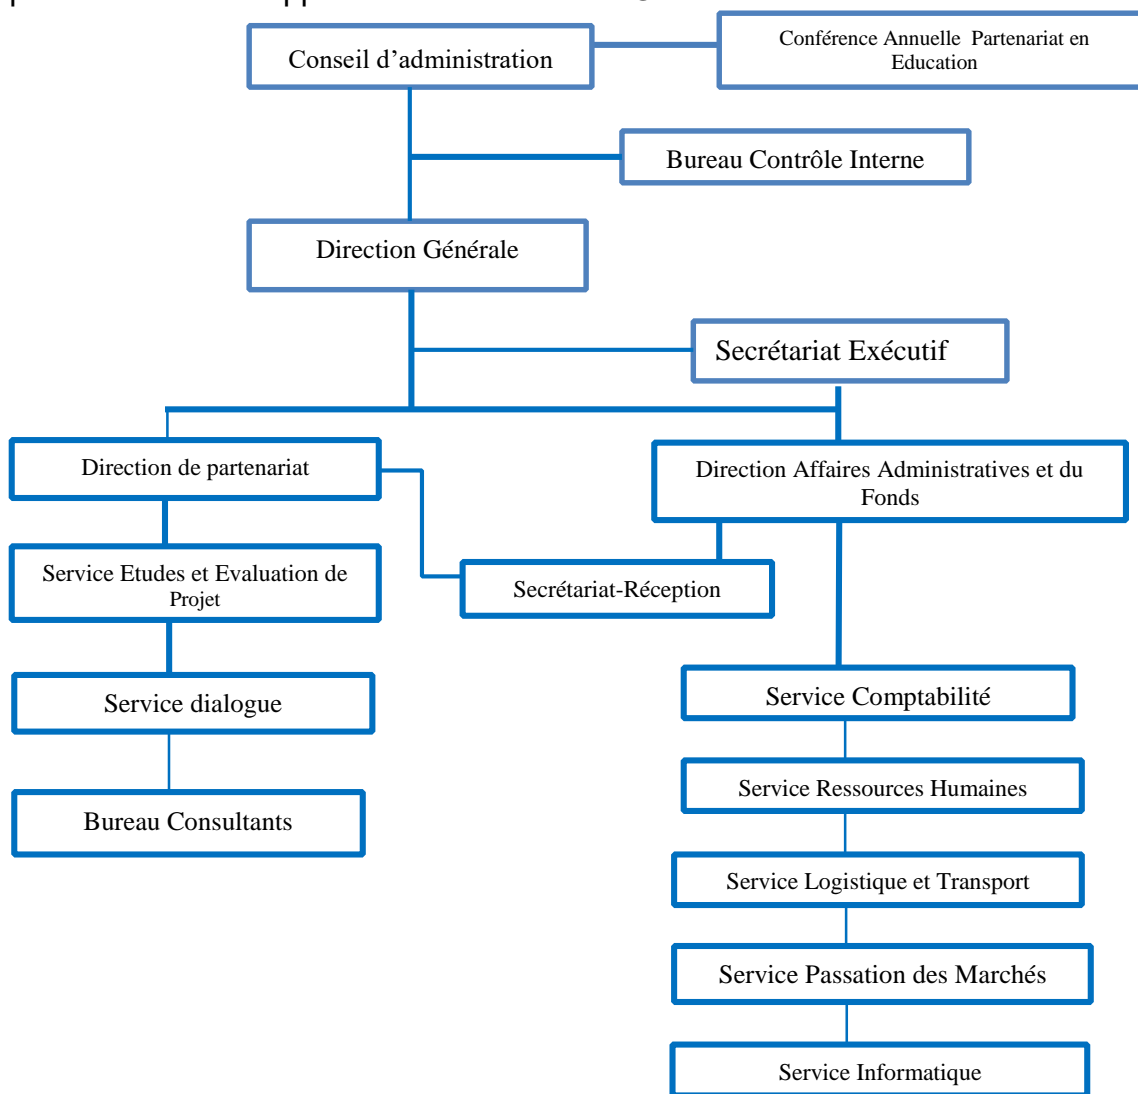 Conseil d’administration
Conférence Annuelle Partenariat en
Education
Bureau Contrôle Interne
Direction Générale
Secrétariat Exécutif
Direction de partenariat
Direction Affaires Administratives et du
Fonds
Service Etudes et Evaluation de
Projet
Secrétariat-Réception
Service dialogue
Service Comptabilité
Bureau Consultants
Service Ressources Humaines
Service Logistique et Transport
Service Passation des Marchés
Service Informatique